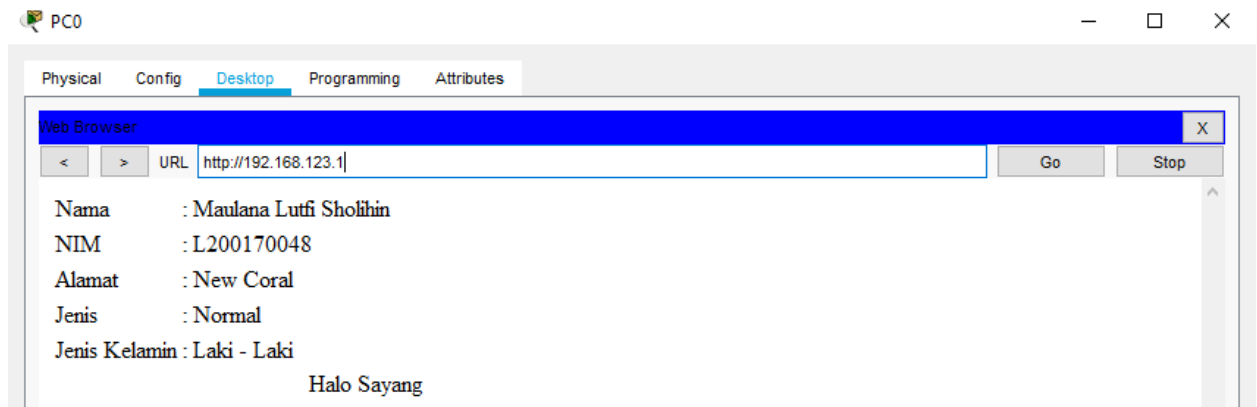 PC0
Physical Config Desktop Programming Attributes
Web Browser X
< > URL http://192.168.123.1 Go Stop
Nama : Maulana Lutfi Sholihin
NIM : L200170048
Alamat : New Coral
Jenis : Normal
Jenis Kelamin : Laki - Laki
Halo Sayang